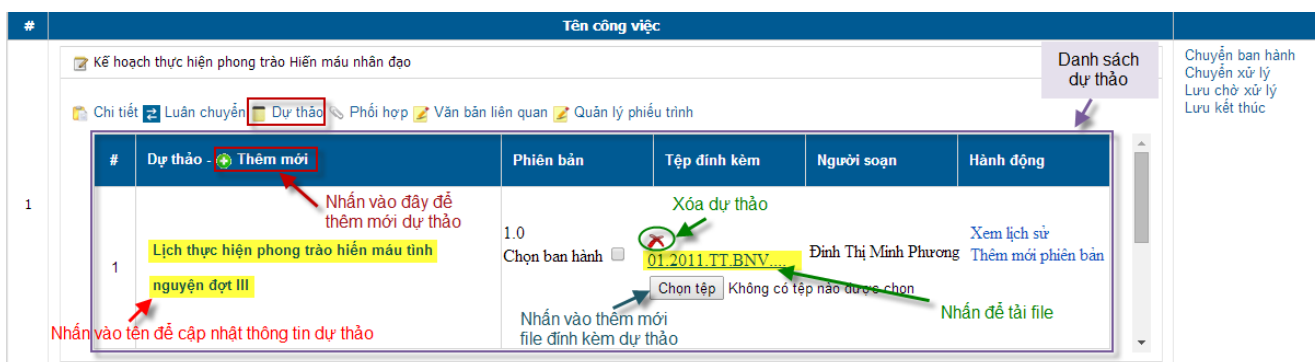 # Tên công việc
Kế hoạch thực hiện phong trào Hiến máu nhân đạo
Danh sách
dự thảo
Chuyển ban hành
Chuyển xử lý
Lưu chờ xử lý
Lưu kết thúc
Chi tiết Luân chuyển Dự thảo Phối hợp Văn bản liên quan Quản lý phiếu trình
# Dự thảo - Thêm mới Phiên bản Tệp đính kèm Người soạn Hành động
1
Nhấn vào đây để
thêm mới dự thảo
Xóa dự thảo
1
Lịch thực hiện phong trào hiến máu tình
nguyện đợt III
1.0
Chọn ban hành
01.2011.TT.BNV....
Chọn tệp Không có tệp nào được chọn
Đinh Thị Minh Phương
Xem lịch sử
Thêm mới phiên bản
Nhấn để tải file
Nhấn vào thêm mới
file đính kèm dự thảo
Nhấn vào tên để cập nhật thông tin dự thảo